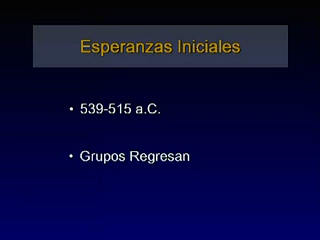 Esperanzas Iniciales
• 539-515 a.C.
• Grupos Regresan